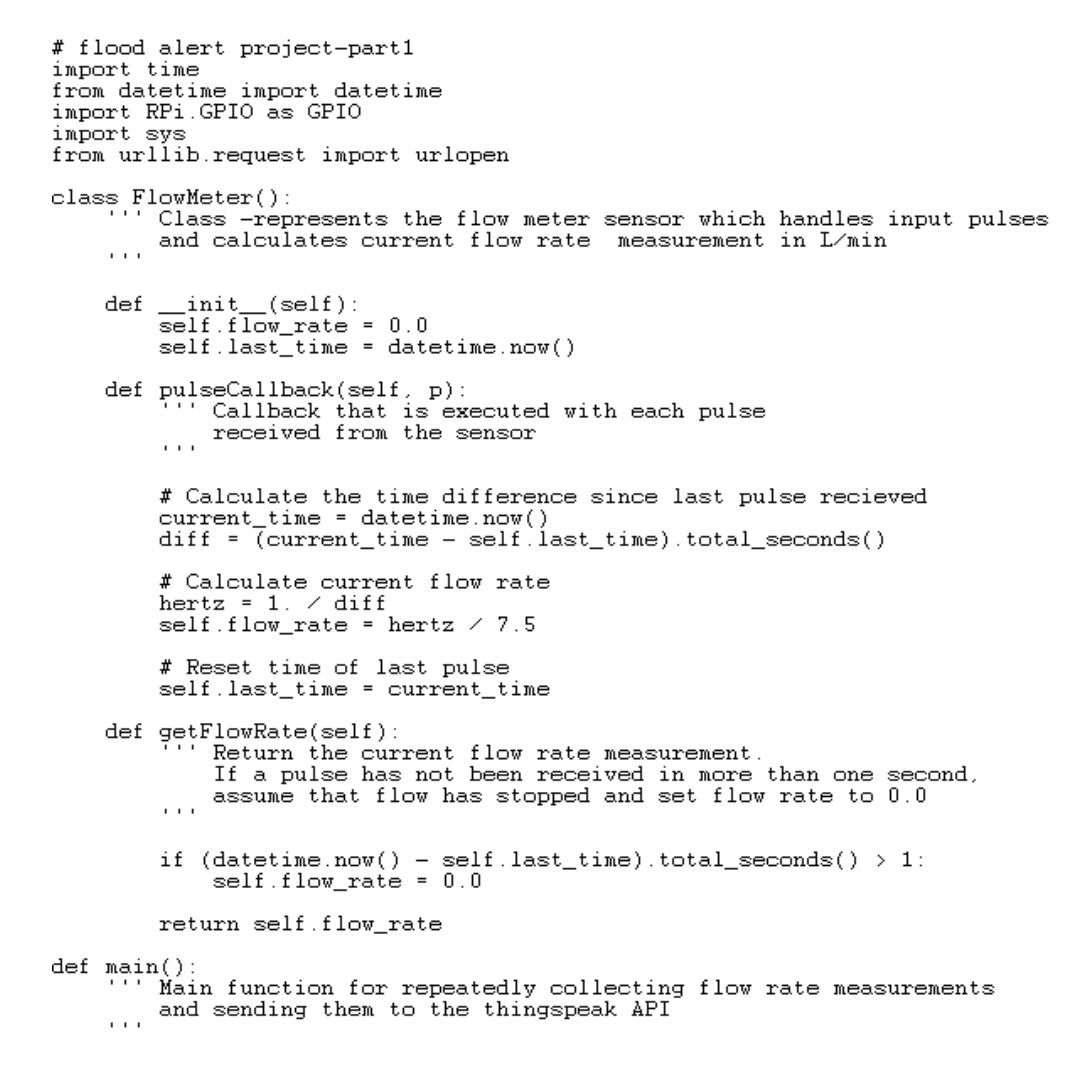 # flood alert project-part1
import time
from datetime import datetime
import RPi.GPIO as GPIO
import sys
from urllib.request import urlopen

class FlowMeter():
    ''' Class -represents the flow meter sensor which handles input pulses
        and calculates current flow rate  measurement in L/min
    '''

    def __init__(self):
        self.flow_rate = 0.0
        self.last_time = datetime.now()

    def pulseCallback(self, p):
        ''' Callback that is executed with each pulse
            received from the sensor
        '''

        # Calculate the time difference since last pulse recieved
        current_time = datetime.now()
        diff = (current_time - self.last_time).total_seconds()

        # Calculate current flow rate
        hertz = 1. / diff
        self.flow_rate = hertz / 7.5

        # Reset time of last pulse
        self.last_time = current_time

    def getFlowRate(self):
        ''' Return the current flow rate measurement.
            If a pulse has not been received in more than one second,
            assume that flow has stopped and set flow rate to 0.0
        '''

        if (datetime.now() - self.last_time).total_seconds() > 1:
            self.flow_rate = 0.0

        return self.flow_rate

def main():
    ''' Main function for repeatedly collecting flow rate measurements
        and sending them to the thingspeak API
    '''